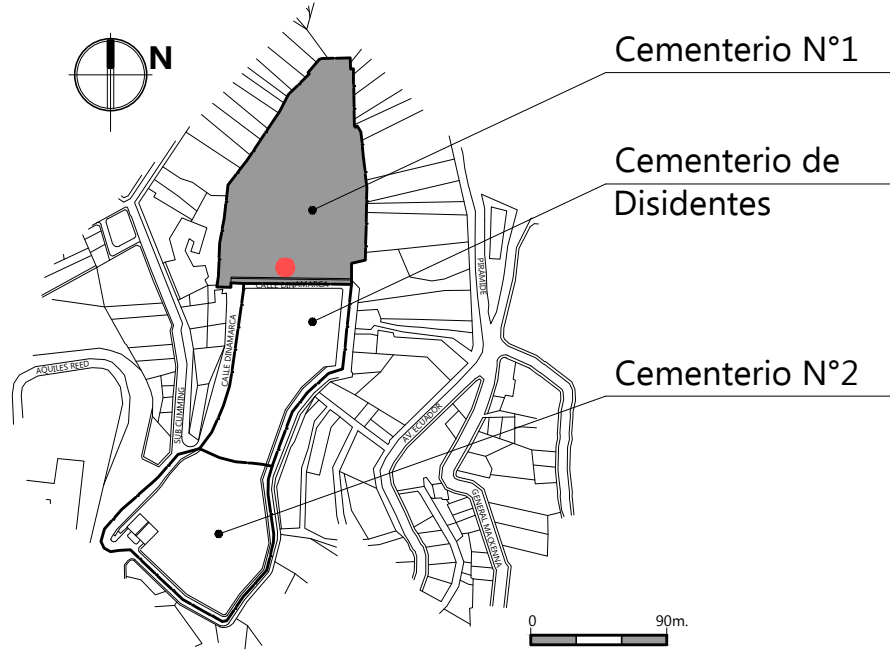 N
Cementerio N°1
Cementerio de
Disidentes
PIRAMIDE
CALLE DINAMARCA
CALLE DINAMARCA
AQUILES REED
Cementerio N°2
SUB CUMMING
AV. ECUADOR
GENERAL MACKENNA
0 90m.